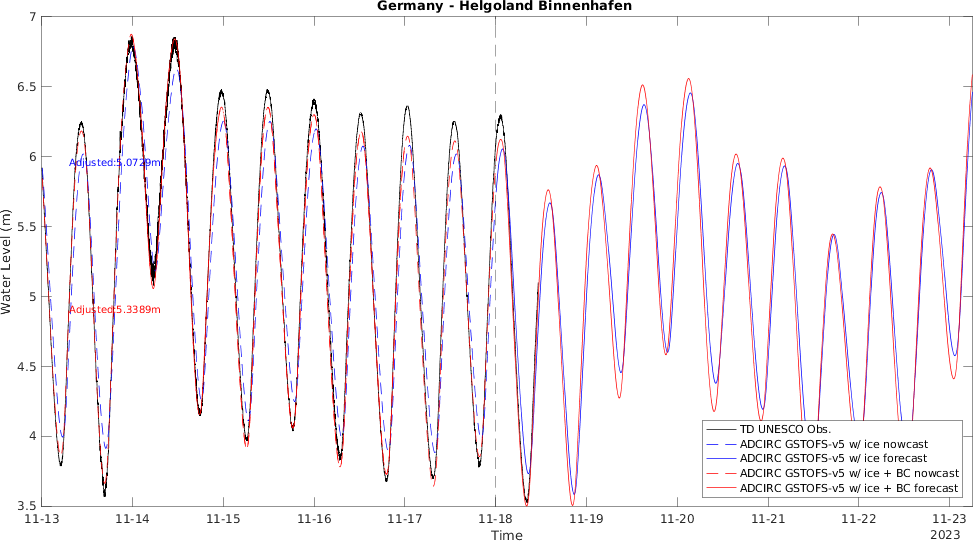 Germany - Helgoland Binnenhafen
7
6.5
6
5.5
5
4.5
4
3.5
Water Level (m)
Adjusted:5.0729m
Adjusted:5.3389m
TD UNESCO Obs.
ADCIRC GSTOFS-v5 w/ ice nowcast
ADCIRC GSTOFS-v5 w/ ice forecast
ADCIRC GSTOFS-v5 w/ ice + BC nowcast
ADCIRC GSTOFS-v5 w/ ice + BC forecast
11-13 11-14 11-15 11-16 11-17 11-18 11-19 11-20 11-21 11-22 11-23
Time
2023